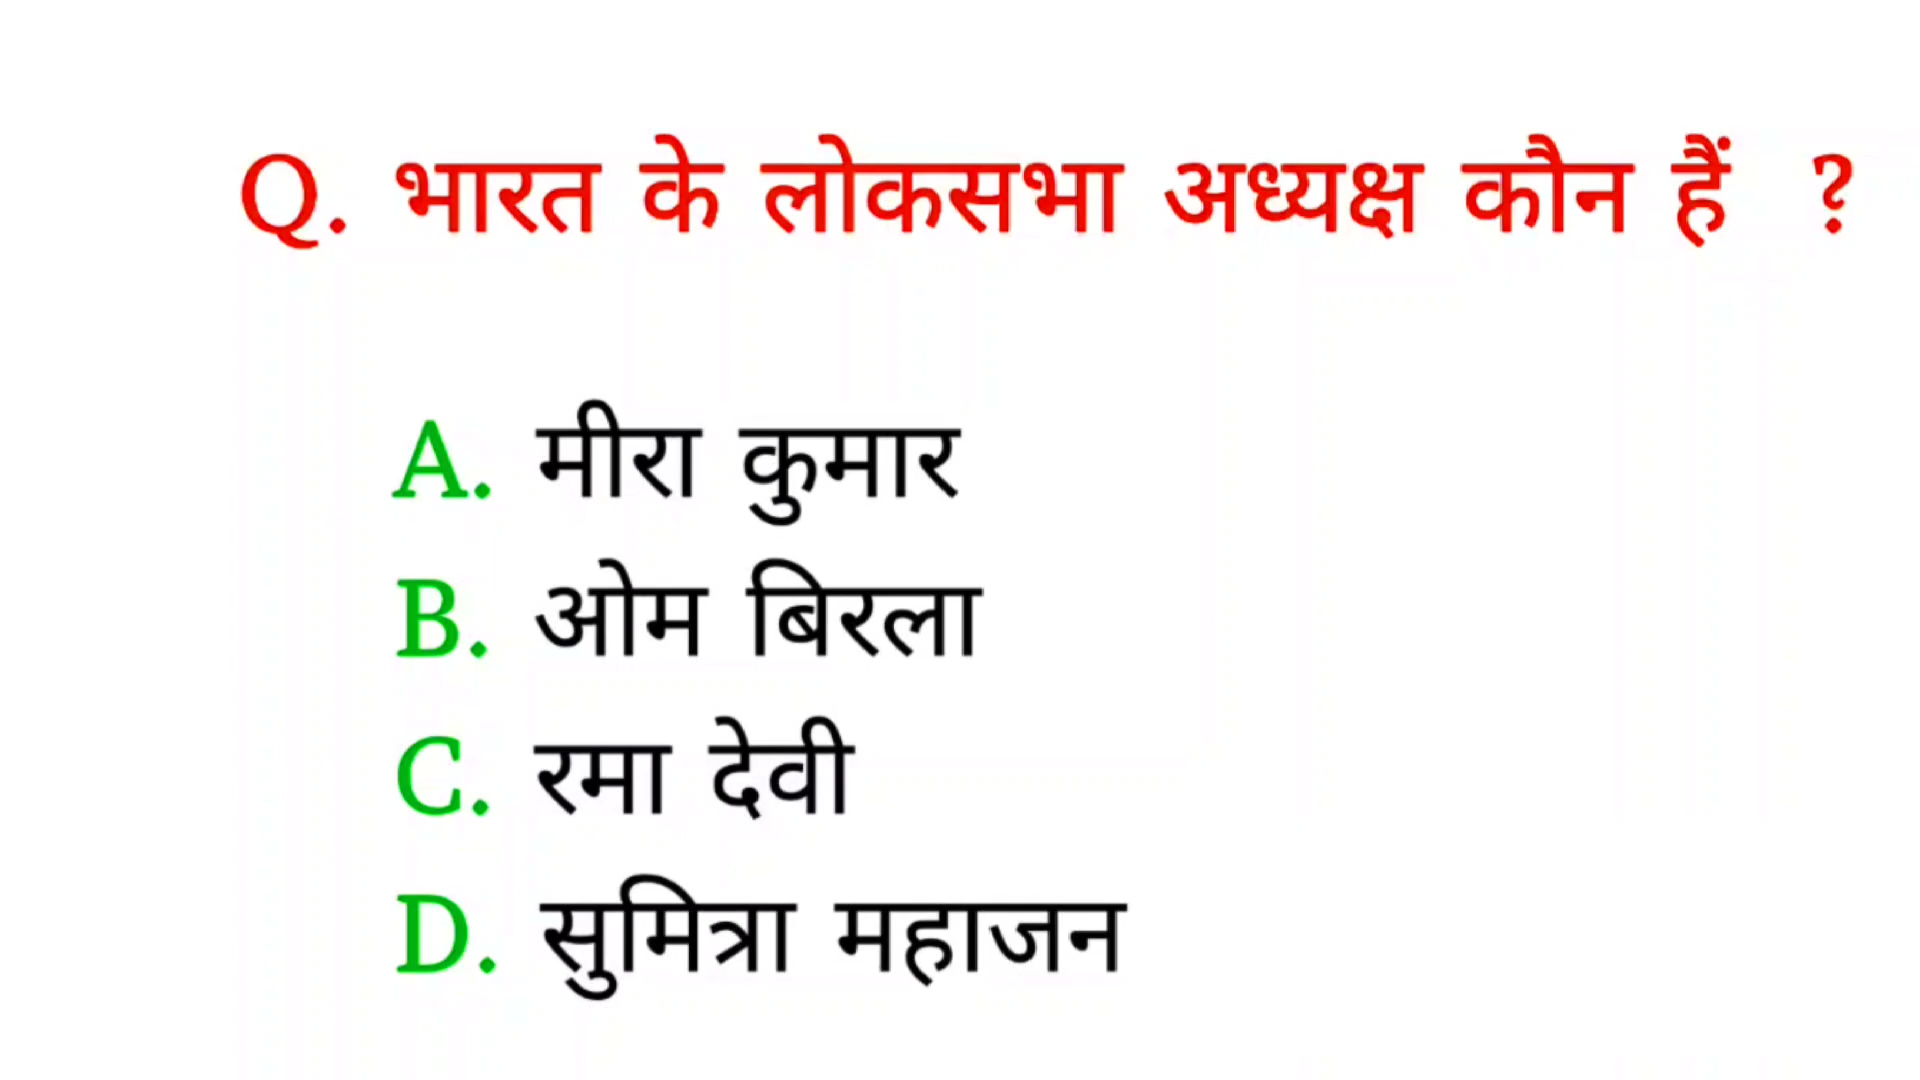 Q. भारत के लोकसभा अध्यक्ष कौन हैं ?
A. मीरा कुमार
B. ओम बिरला
C. रमा देवी
D. सुमित्रा महाजन